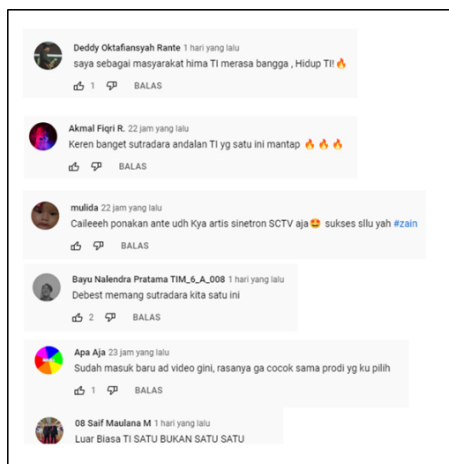 Deddy Oktafiansyah Rante 1 hari yang lalu
saya sebagai masyarakat hima TI merasa bangga , Hidup TI! 🔥
1 BALAS
Akmal Fiqri R. 22 jam yang lalu
Keren banget sutradara andalan TI yg satu ini mantap 🔥 🔥 🔥
BALAS
mulida 22 jam yang lalu
Caileeeh ponakan ante udh Kya artis sinetron SCTV aja🤩 sukses sllu yah #zain
BALAS
Bayu Nalendra Pratama TIM_6_A_008 1 hari yang lalu
Debest memang sutradara kita satu ini
2 BALAS
Apa Aja 23 jam yang lalu
Sudah masuk baru ad video gini, rasanya ga cocok sama prodi yg ku pilih
1 BALAS
08 Saif Maulana M 1 hari yang lalu
Luar Biasa TI SATU BUKAN SATU SATU